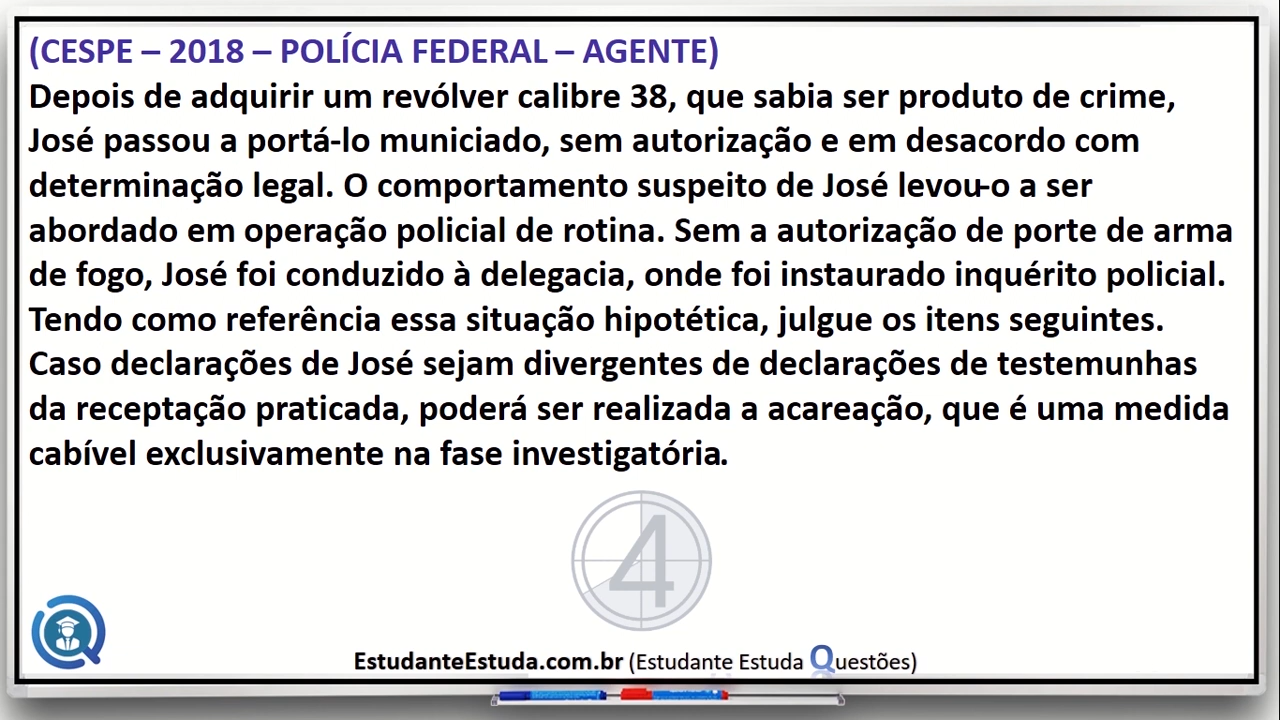 (CESPE – 2018 – POLÍCIA FEDERAL – AGENTE)
Depois de adquirir um revólver calibre 38, que sabia ser produto de crime,
José passou a portá-lo municiado, sem autorização e em desacordo com
determinação legal. O comportamento suspeito de José levou-o a ser
abordado em operação policial de rotina. Sem a autorização de porte de arma
de fogo, José foi conduzido à delegacia, onde foi instaurado inquérito policial.
Tendo como referência essa situação hipotética, julgue os itens seguintes.
Caso declarações de José sejam divergentes de declarações de testemunhas
da receptação praticada, poderá ser realizada a acareação, que é uma medida
cabível exclusivamente na fase investigatória.
4
EstudanteEstuda.com.br (Estudante Estuda Questões)